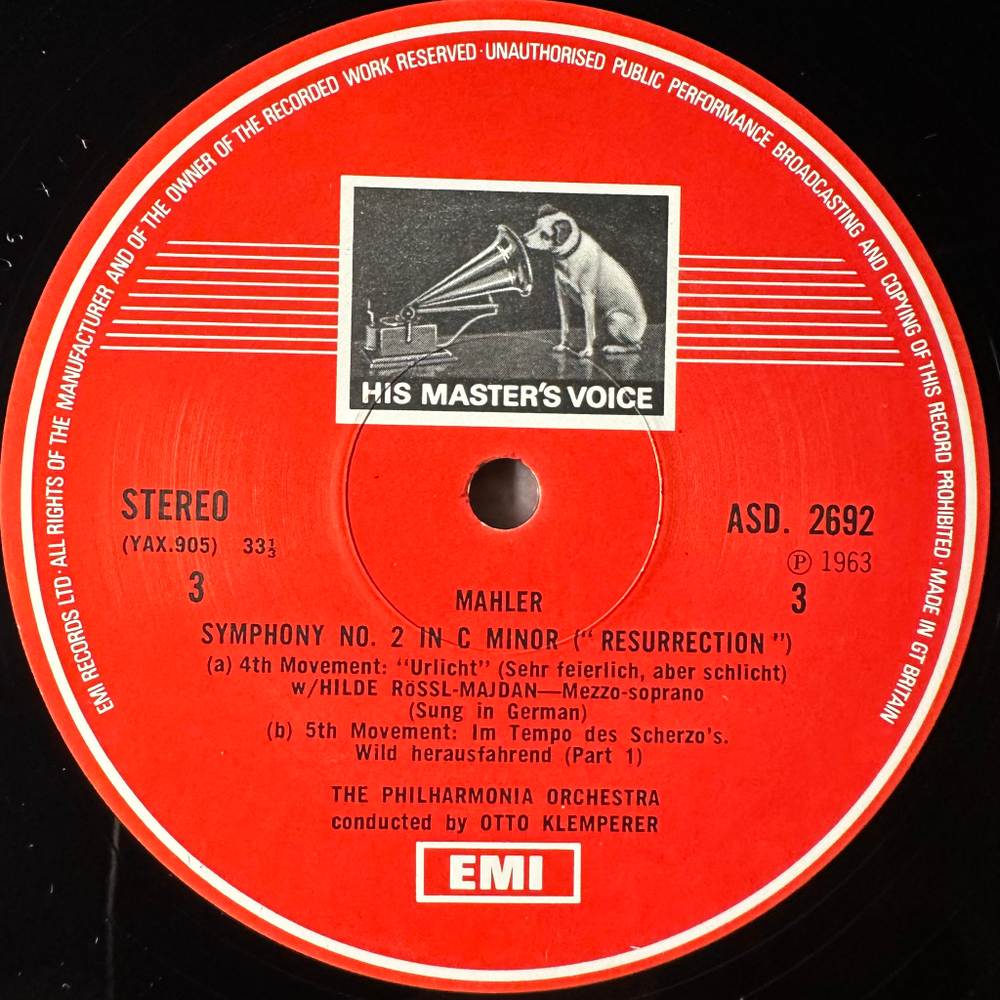 EMI RECORDS LTD·ALL RIGHTS OF THE MANUFACTURER AND OF THE OWNER OF THE RECORDED WORK RESERVED·UNAUTHORISED PUBLIC PERFORMANCE BROADCASTING AND COPYING OF THIS RECORD PROHIBITED· MADE IN GT BRITAIN
HIS MASTER'S VOICE
STEREO
(YAX.905) 33⅓
3
ASD. 2692
Ⓟ 1963
3
MAHLER
SYMPHONY NO. 2 IN C MINOR ("RESURRECTION")
(a) 4th Movement: "Urlicht" (Sehr feierlich, aber schlicht)
w/HILDE RöSSL-MAJDAN—Mezzo-soprano
(Sung in German)
(b) 5th Movement: Im Tempo des Scherzo's.
Wild herausfahrend (Part 1)
THE PHILHARMONIA ORCHESTRA
conducted by OTTO KLEMPERER
EMI